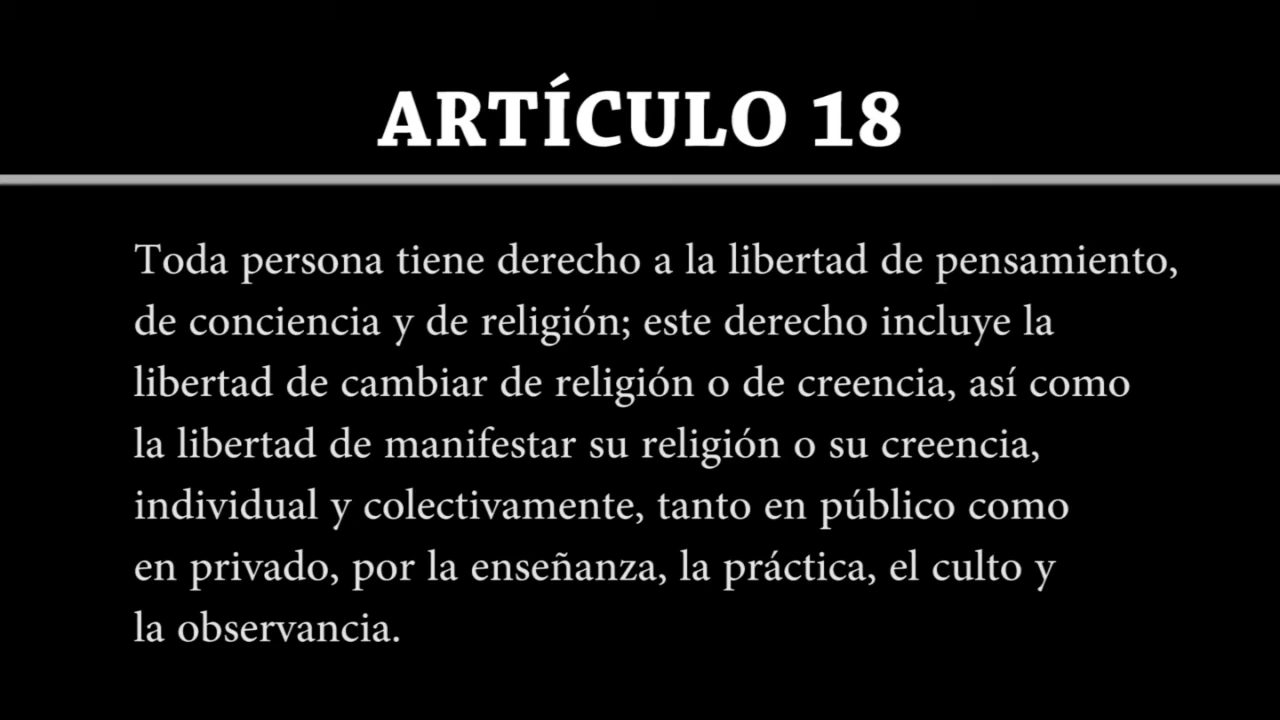 ARTÍCULO 18
Toda persona tiene derecho a la libertad de pensamiento,
de conciencia y de religión; este derecho incluye la
libertad de cambiar de religión o de creencia, así como
la libertad de manifestar su religión o su creencia,
individual y colectivamente, tanto en público como
en privado, por la enseñanza, la práctica, el culto y
la observancia.